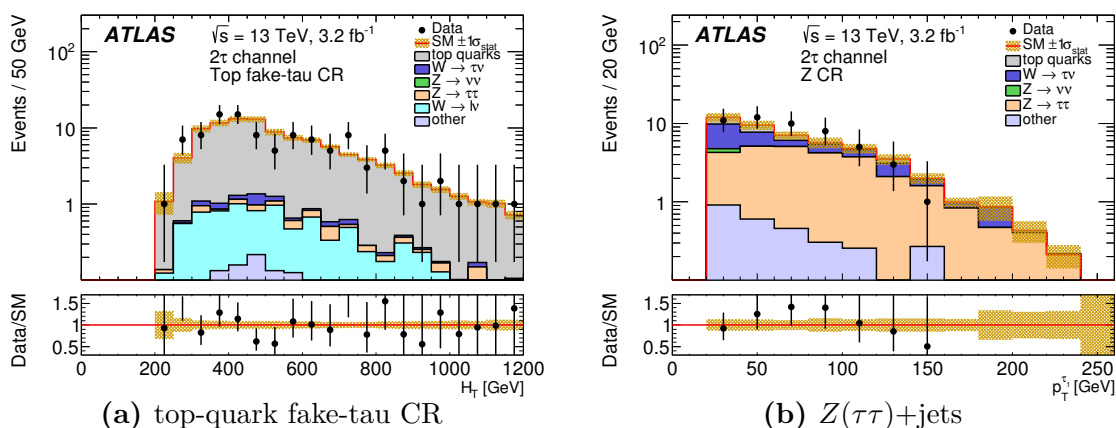 ATLAS
√s = 13 TeV, 3.2 fb⁻¹
2τ channel
Top fake-tau CR
Data
SM ±1σstat
top quarks
W → τν
Z → νν
Z → ττ
W → lν
other
Events / 50 GeV
10²
10
1
Data/SM
1.5
1
0.5
0 200 400 600 800 1000 1200
H_T [GeV]
(a) top-quark fake-tau CR
ATLAS
√s = 13 TeV, 3.2 fb⁻¹
2τ channel
Z CR
Data
SM ±1σstat
top quarks
W → τν
Z → νν
Z → ττ
other
Events / 20 GeV
10²
10
1
Data/SM
1.5
1
0.5
0 50 100 150 200 250
p_T^τ₁ [GeV]
(b) Z(ττ)+jets